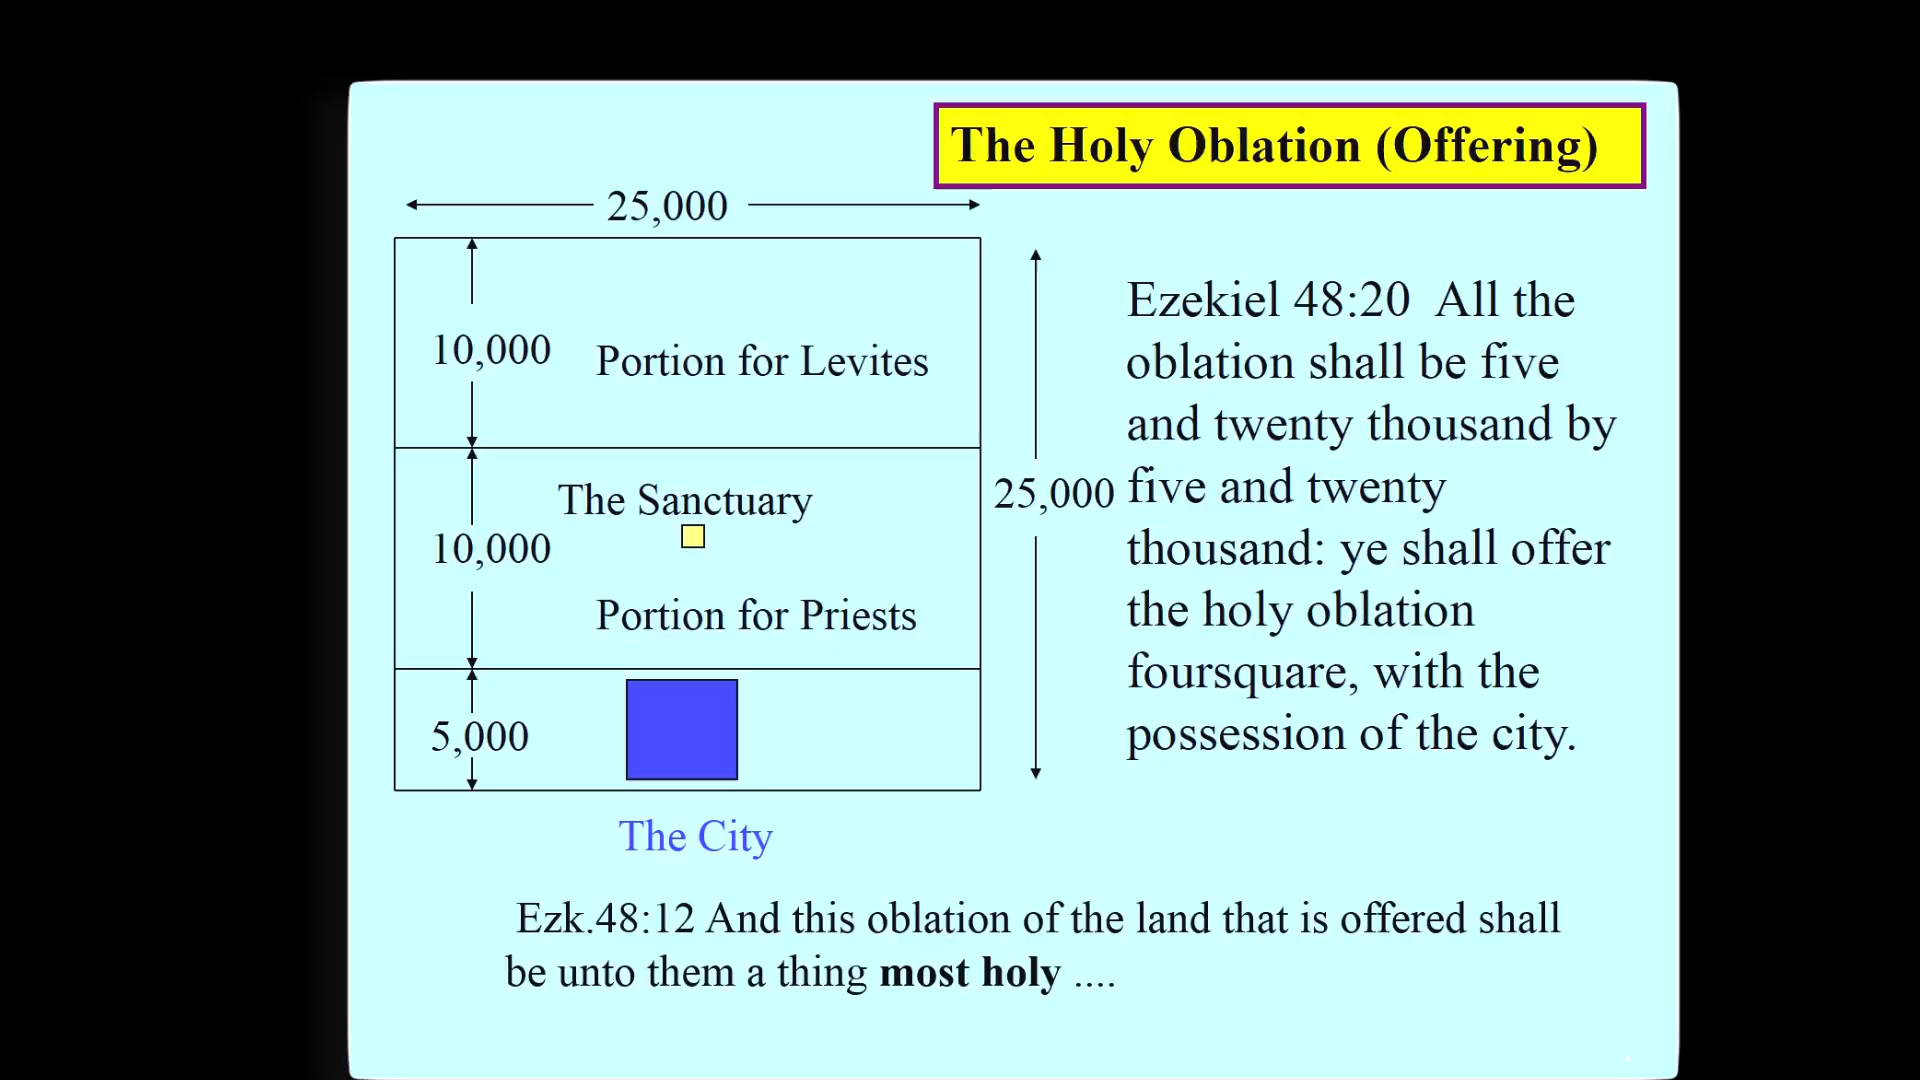 The Holy Oblation (Offering)
25,000
10,000
Portion for Levites
The Sanctuary
10,000
Portion for Priests
5,000
The City
25,000
Ezekiel 48:20  All the
oblation shall be five
and twenty thousand by
five and twenty
thousand: ye shall offer
the holy oblation
foursquare, with the
possession of the city.
Ezk.48:12 And this oblation of the land that is offered shall
be unto them a thing most holy ....